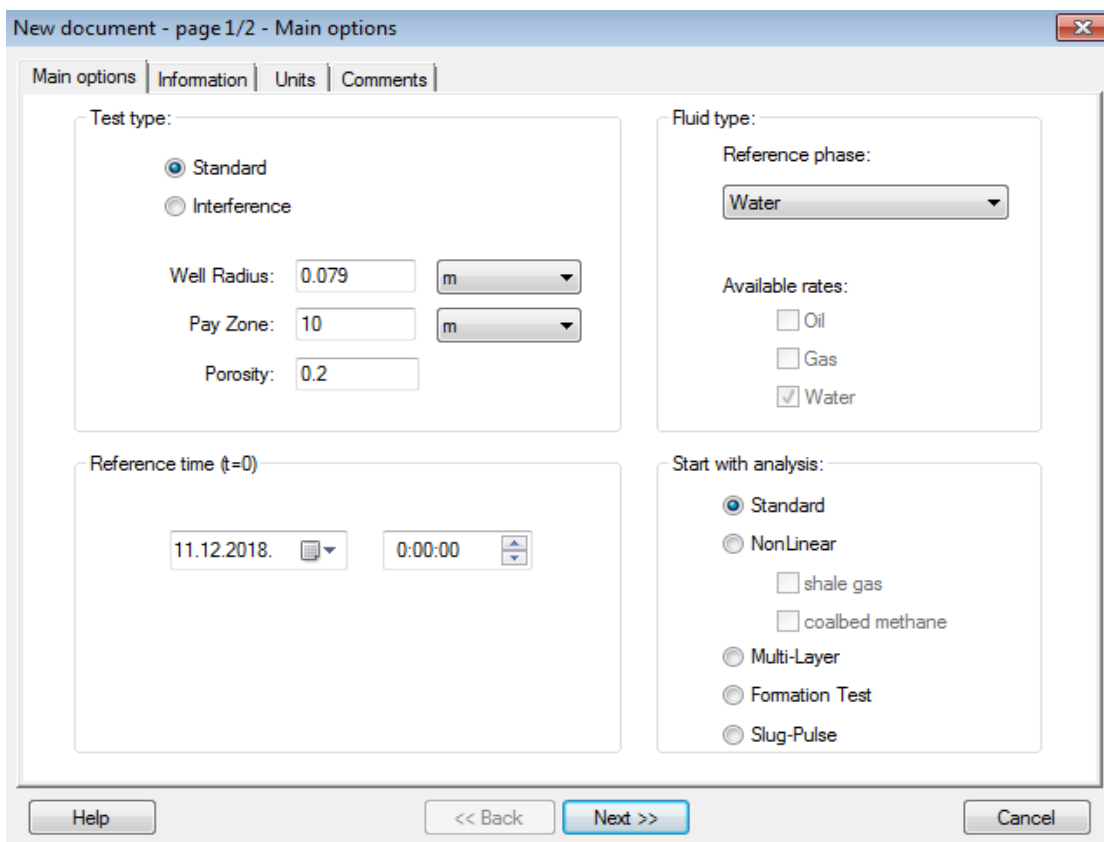 New document - page 1/2 - Main options
Main options Information Units Comments
Test type:
Standard
Interference
Well Radius: 0.079 m
Pay Zone: 10 m
Porosity: 0.2
Fluid type:
Reference phase:
Water
Available rates:
Oil
Gas
Water
Reference time (t=0)
11.12.2018. 0:00:00
Start with analysis:
Standard
NonLinear
shale gas
coalbed methane
Multi-Layer
Formation Test
Slug-Pulse
Help << Back Next >> Cancel